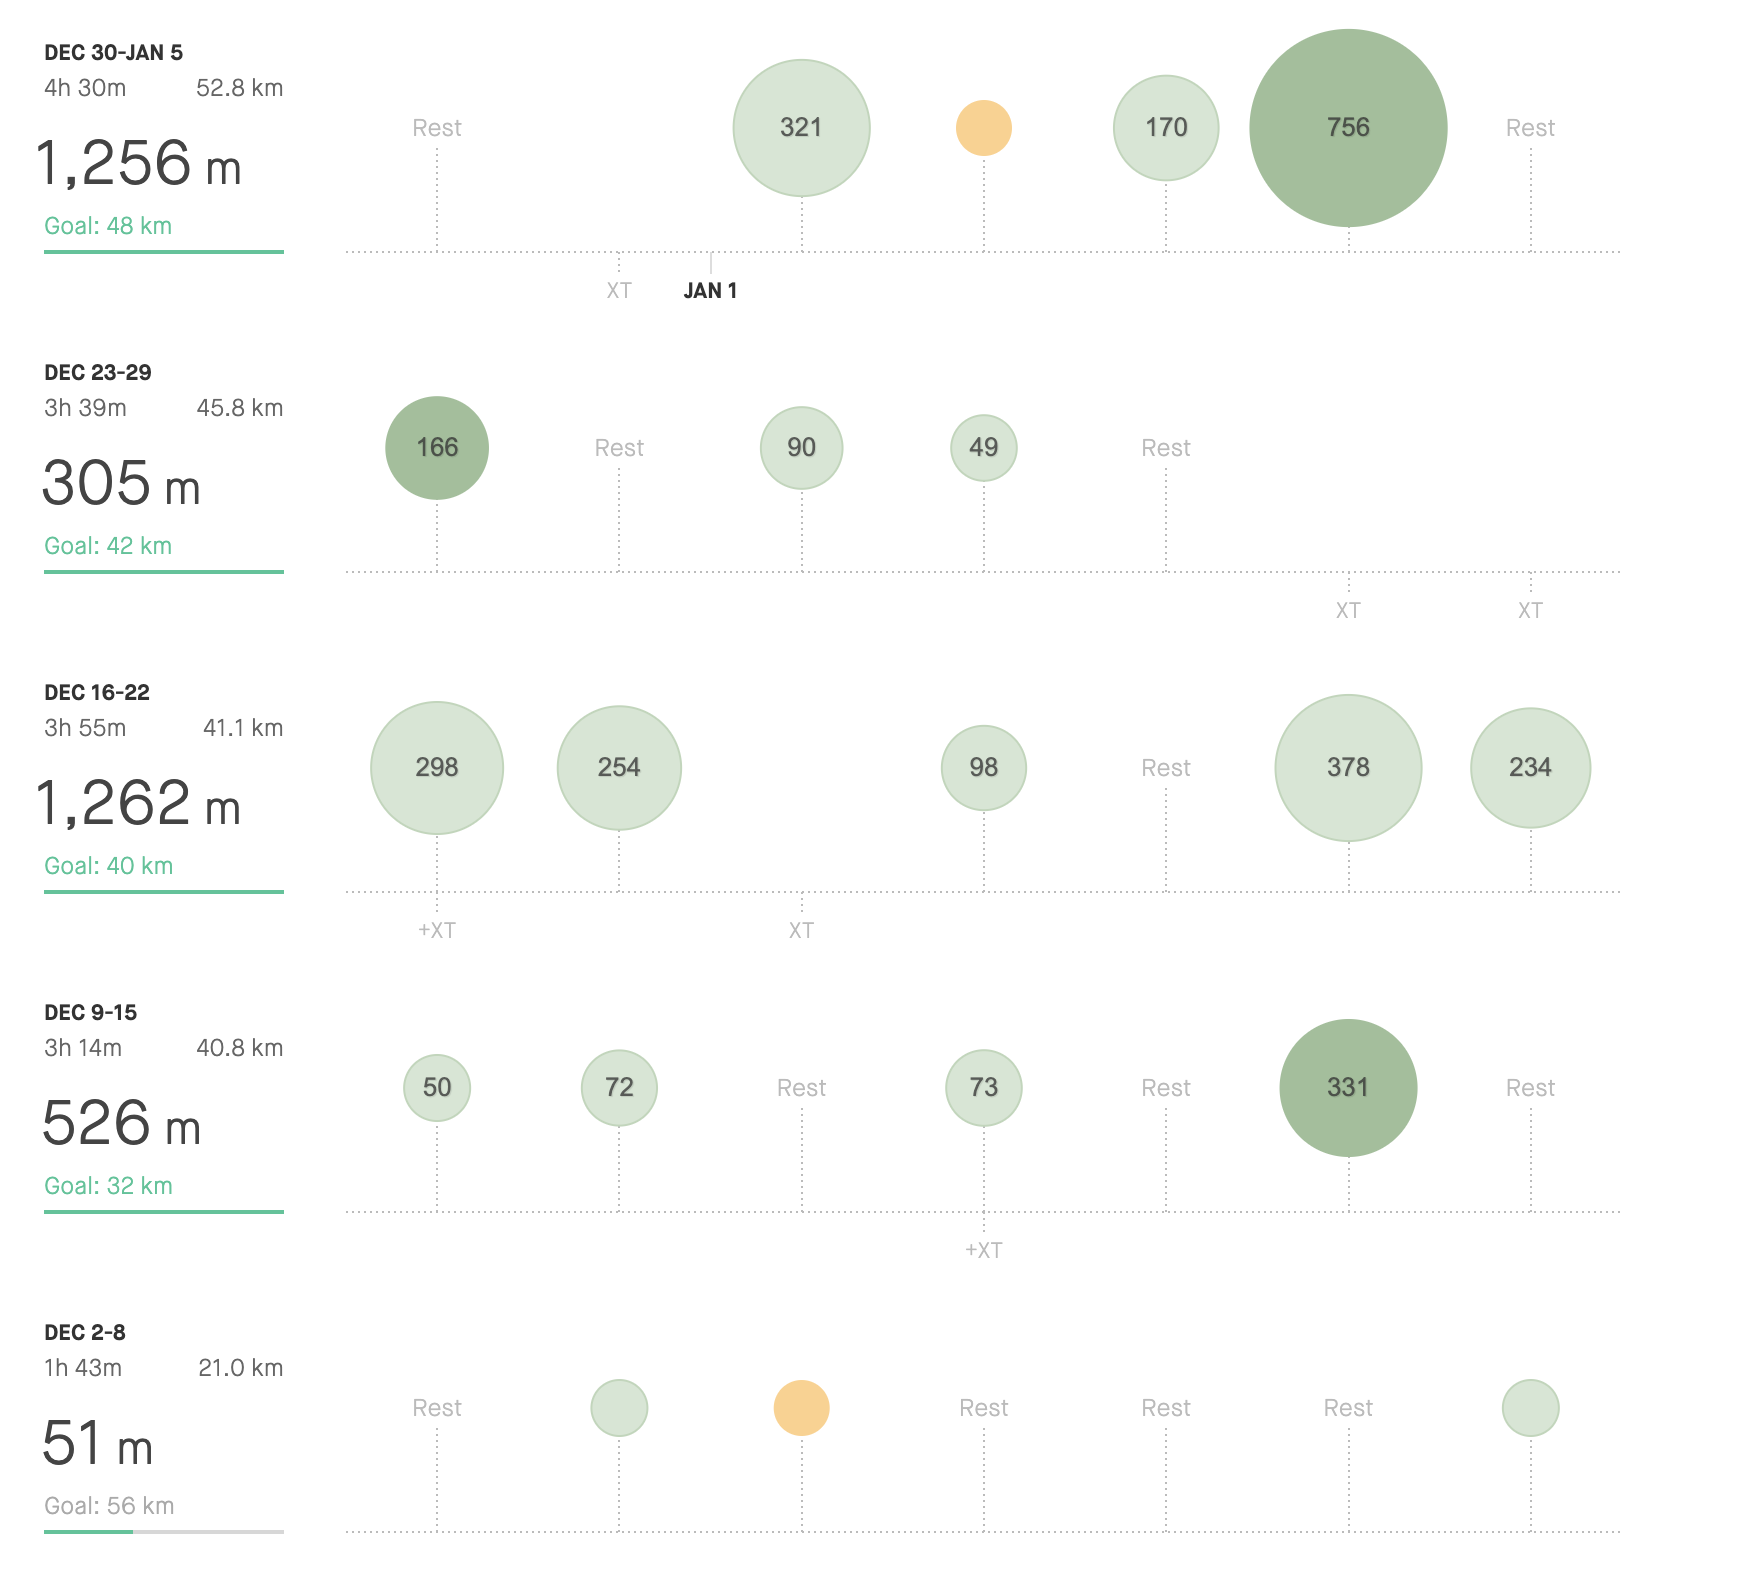 DEC 30-JAN 5
4h 30m 52.8 km
1,256 m
Goal: 48 km
Rest 321 170 756 Rest
XT JAN 1
DEC 23-29
3h 39m 45.8 km
305 m
Goal: 42 km
166 Rest 90 49 Rest
XT XT
DEC 16-22
3h 55m 41.1 km
1,262 m
Goal: 40 km
298 254 98 Rest 378 234
+XT XT
DEC 9-15
3h 14m 40.8 km
526 m
Goal: 32 km
50 72 Rest 73 Rest 331 Rest
+XT
DEC 2-8
1h 43m 21.0 km
51 m
Goal: 56 km
Rest Rest Rest Rest